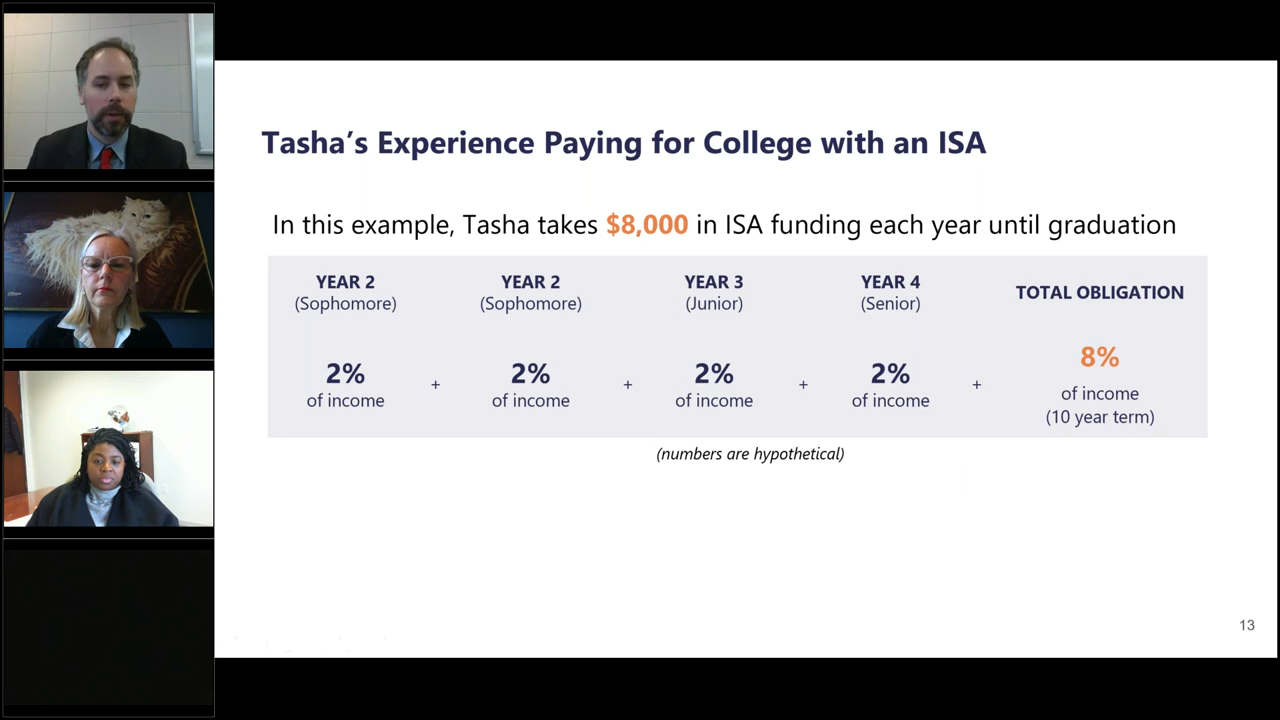 Tasha’s Experience Paying for College with an ISA
In this example, Tasha takes $8,000 in ISA funding each year until graduation
YEAR 2 YEAR 2 YEAR 3 YEAR 4 TOTAL OBLIGATION
(Sophomore) (Sophomore) (Junior) (Senior)
2% + 2% + 2% + 2% + 8%
of income of income of income of income of income
(10 year term)
(numbers are hypothetical)
13